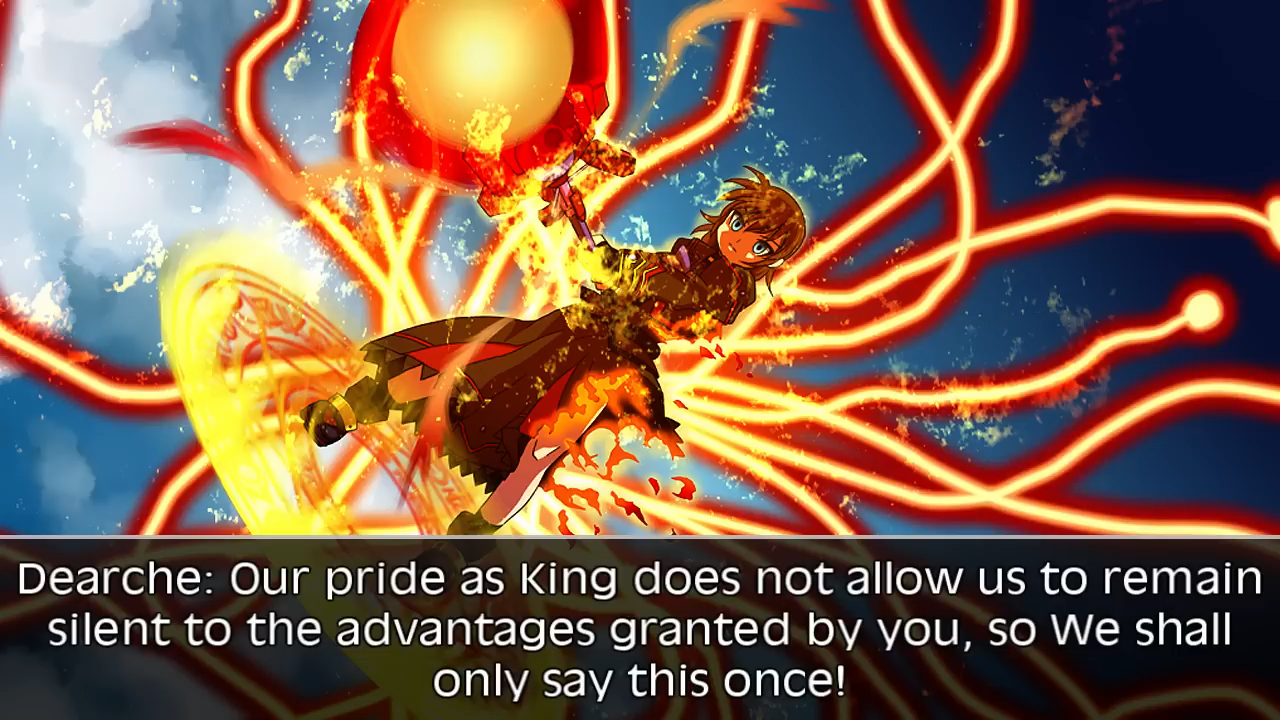 Dearche: Our pride as King does not allow us to remain
silent to the advantages granted by you, so We shall
only say this once!